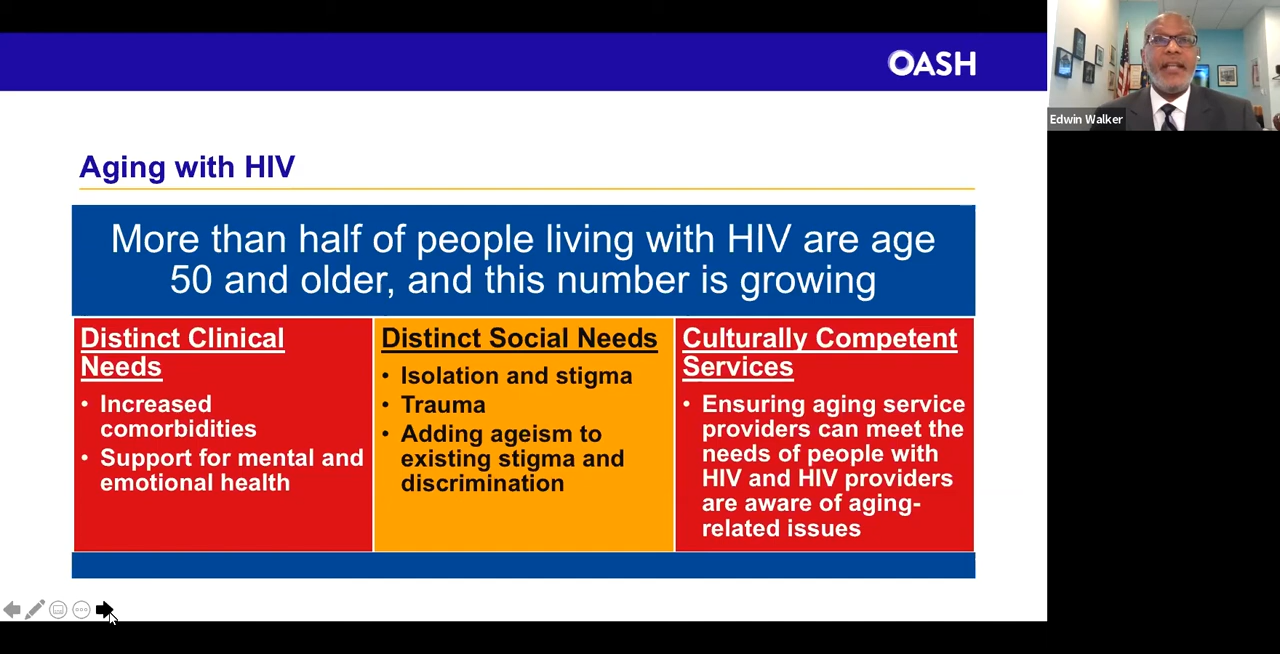 OASH
Edwin Walker
Aging with HIV
More than half of people living with HIV are age
50 and older, and this number is growing
Distinct Clinical
Needs
• Increased
comorbidities
• Support for mental and
emotional health
Distinct Social Needs
• Isolation and stigma
• Trauma
• Adding ageism to
existing stigma and
discrimination
Culturally Competent
Services
• Ensuring aging service
providers can meet the
needs of people with
HIV and HIV providers
are aware of aging-
related issues